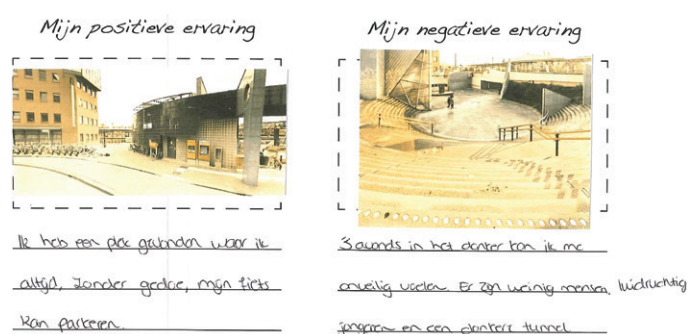 Mijn positieve ervaring
Ik heb een plek gevonden waar ik
altijd, zonder gedoe, mijn fiets
kan parkeren.
Mijn negatieve ervaring
's avonds in het donker kan ik me
onveilig voelen. Er zijn weinig mensen, luidruchtig
jongeren en een donkere tunnel